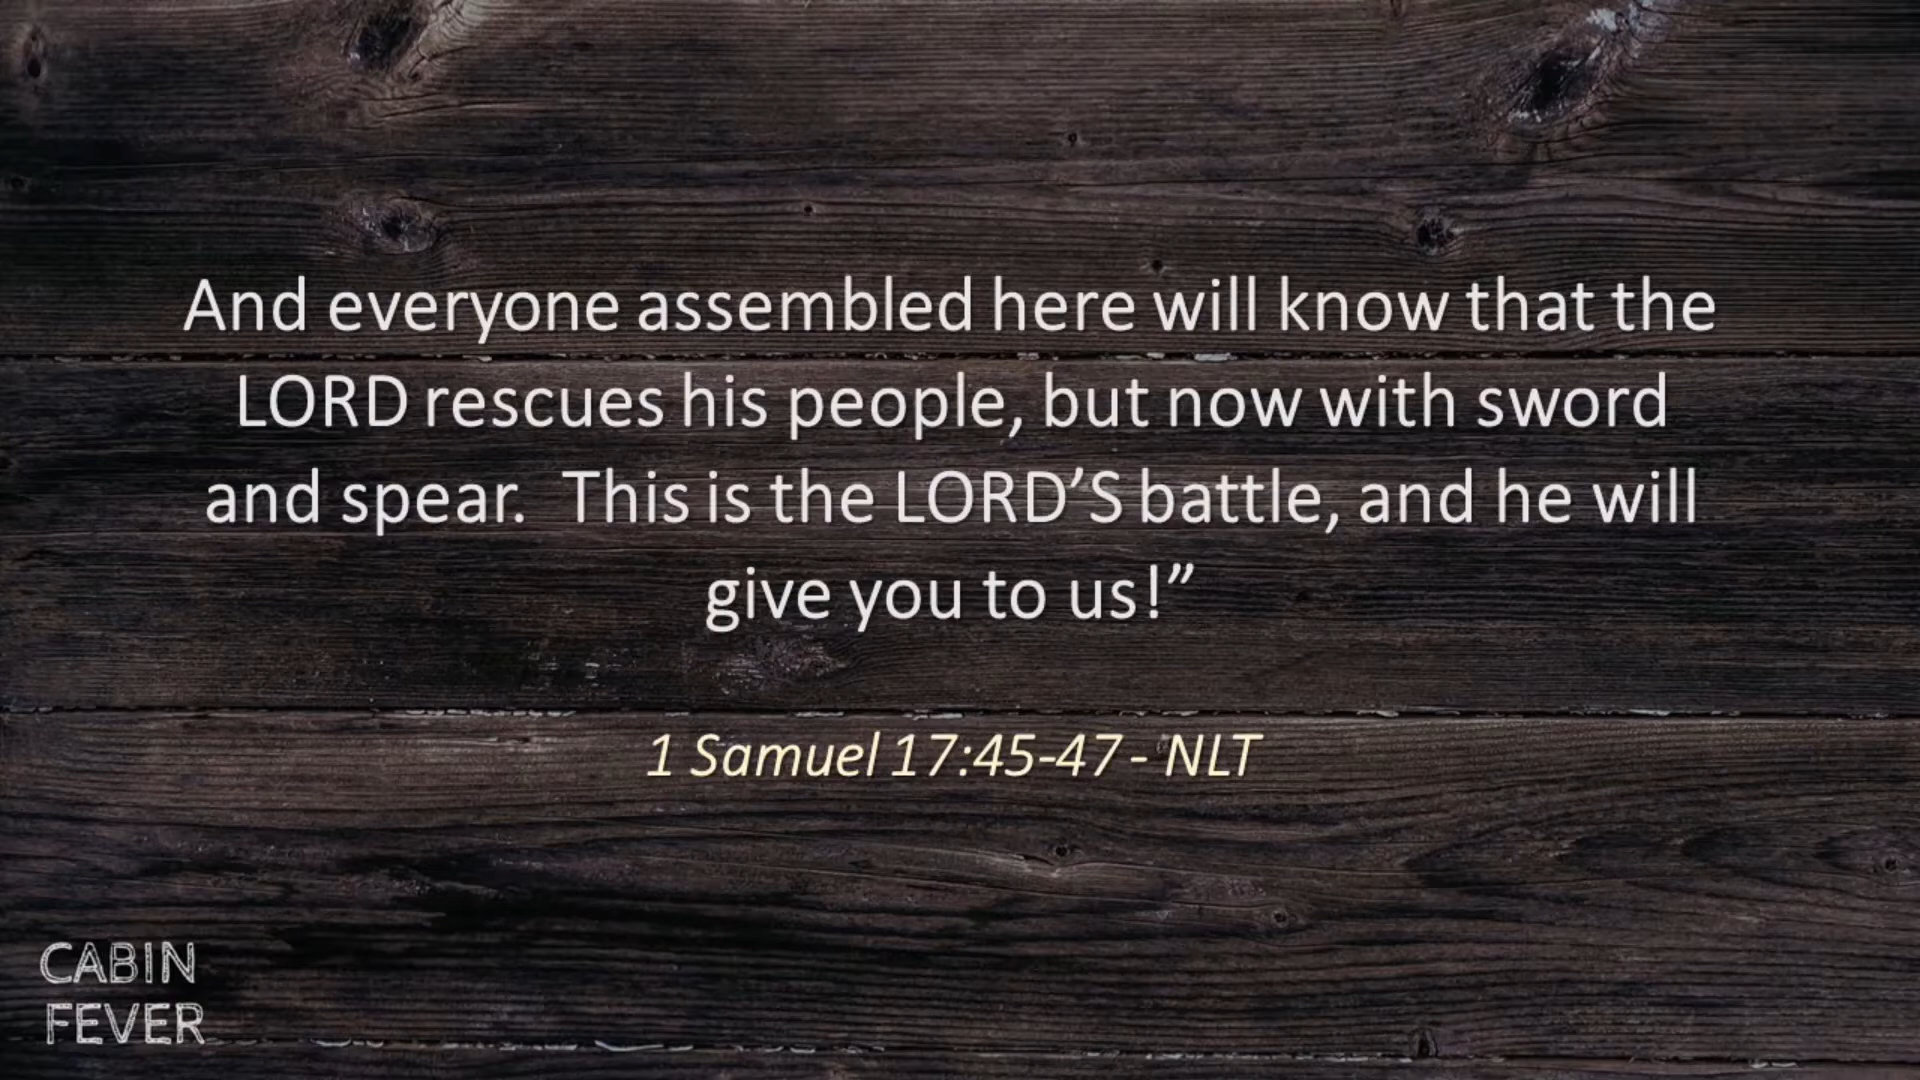 And everyone assembled here will know that the
LORD rescues his people, but now with sword
and spear.  This is the LORD’S battle, and he will
give you to us!”
1 Samuel 17:45-47 - NLT
CABIN
FEVER